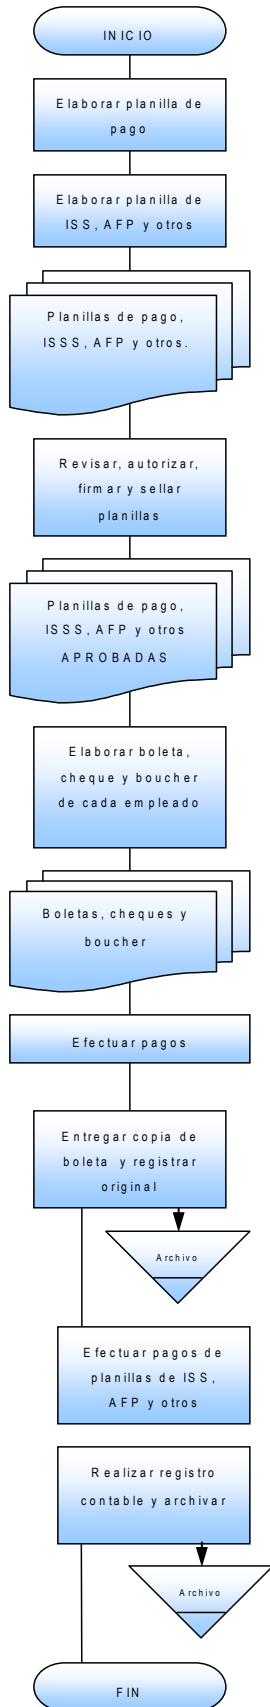 INICIO
Elaborar planilla de
pago
Elaborar planilla de
ISS, AFP y otros
Planillas de pago,
ISSS, AFP y otros.
Revisar, autorizar,
firmar y sellar
planillas
Planillas de pago,
ISSS, AFP y otros
APROBADAS
Elaborar boleta,
cheque y boucher
de cada empleado
Boletas, cheques y
boucher
Efectuar pagos
Entregar copia de
boleta y registrar
original
Archivo
Efectuar pagos de
planillas de ISS,
AFP y otros
Realizar registro
contable y archivar
Archivo
FIN